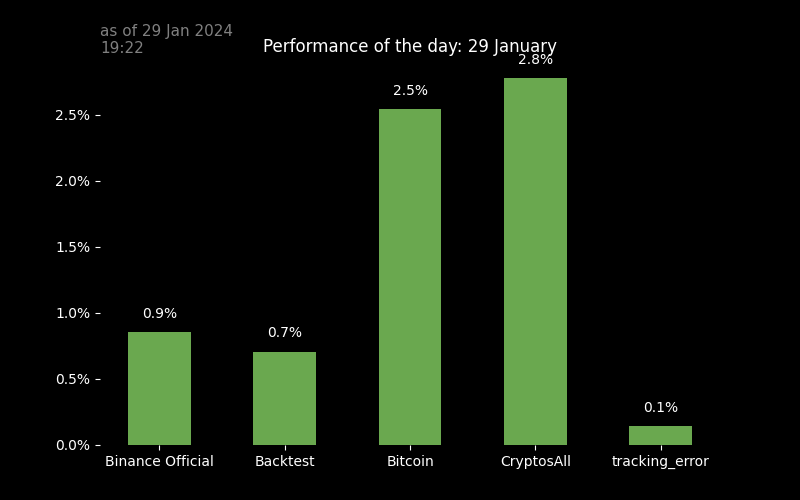 as of 29 Jan 2024
19:22
Performance of the day: 29 January
2.8%
2.5%
2.5%
2.0%
1.5%
1.0%
0.9%
0.7%
0.5%
0.1%
0.0%
Binance Official
Backtest
Bitcoin
CryptosAll
tracking_error